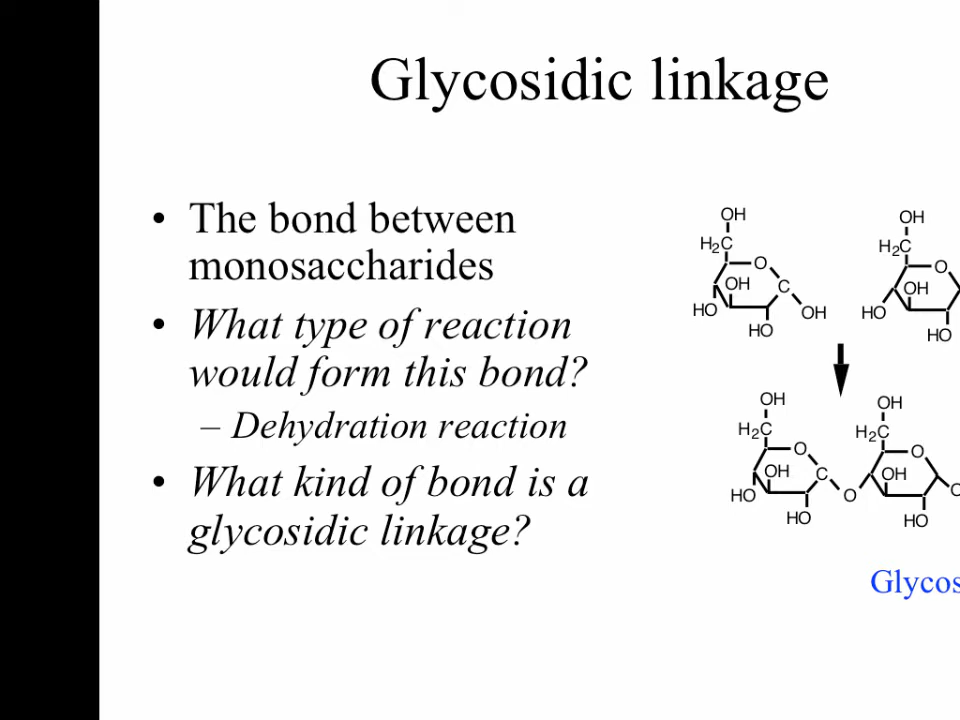 Glycosidic linkage
• The bond between
monosaccharides
• What type of reaction
would form this bond?
– Dehydration reaction
• What kind of bond is a
glycosidic linkage?
OH
H2C
O
OH
C
HO
OH
HO
OH
H2C
O
OH
HO
HO
OH
H2C
O
OH
C
HO
O
HO
OH
H2C
O
OH
O
HO
Glycos